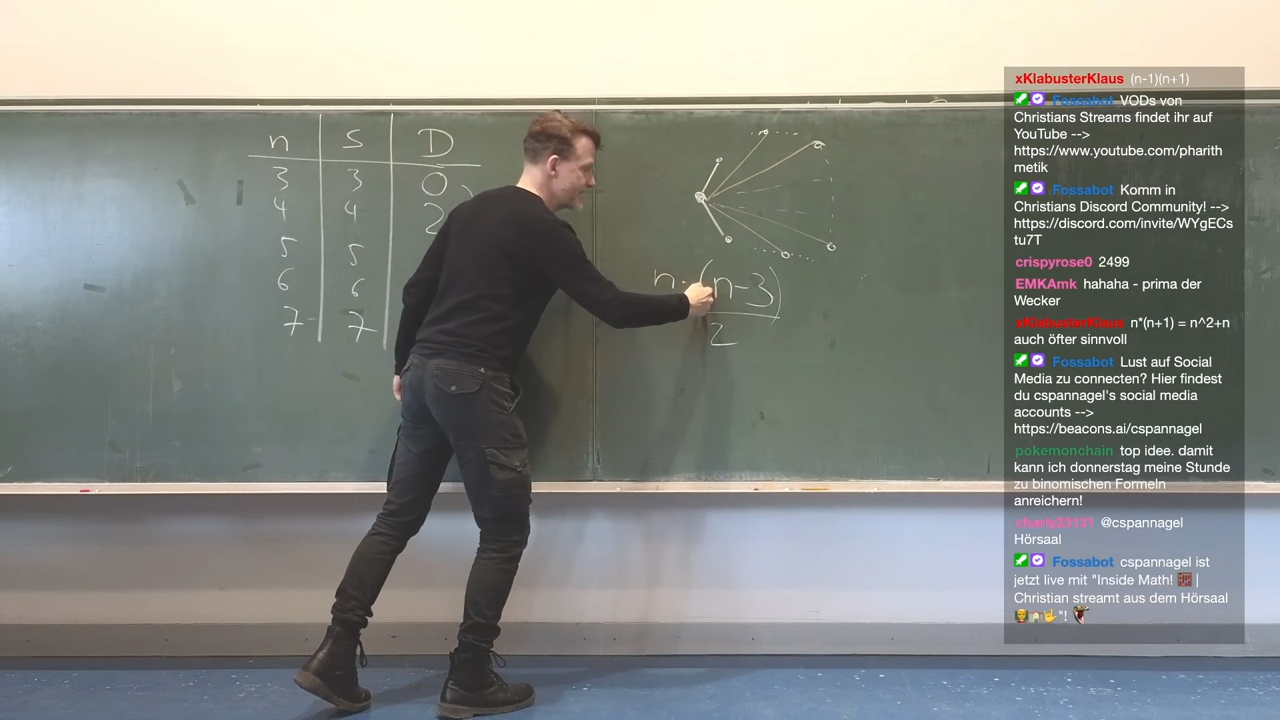 n S D
3 3 0
4 4 2
5 5
6 6
7 7
n·(n-3)
2
xKlabusterKlaus (n-1)(n+1)
Fossabot VODs von
Christians Streams findet ihr auf
YouTube -->
https://www.youtube.com/pharith
metik
Fossabot Komm in
Christians Discord Community! -->
https://discord.com/invite/WYgECs
tu7T
crispyrose0 2499
EMKAmk hahaha - prima der
Wecker
xKlabusterKlaus n*(n+1) = n^2+n
auch öfter sinnvoll
Fossabot Lust auf Social
Media zu connecten? Hier findest
du cspannagel's social media
accounts -->
https://beacons.ai/cspannagel
pokemonchain top idee. damit
kann ich donnerstag meine Stunde
zu binomischen Formeln
anreichern!
charly23131 @cspannagel
Hörsaal
Fossabot cspannagel ist
jetzt live mit "Inside Math! |
Christian streamt aus dem Hörsaal
"!